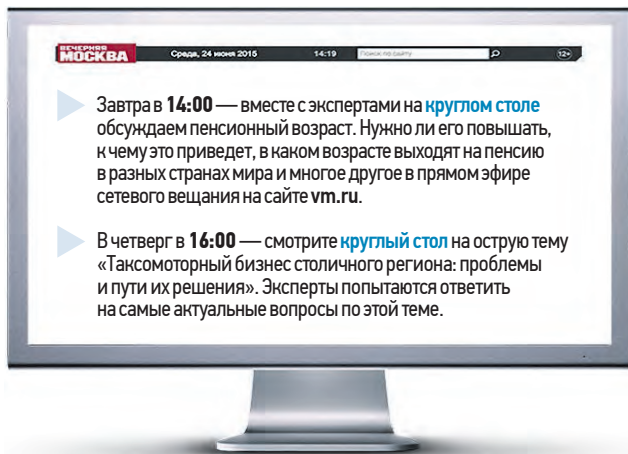 ВЕЧЕРНЯЯ
МОСКВА
Среда, 24 июня 2015 14:19 Поиск по сайту 12+
Завтра в 14:00 — вместе с экспертами на круглом столе
обсуждаем пенсионный возраст. Нужно ли его повышать,
к чему это приведет, в каком возрасте выходят на пенсию
в разных странах мира и многое другое в прямом эфире
сетевого вещания на сайте vm.ru.
В четверг в 16:00 — смотрите круглый стол на острую тему
«Таксомоторный бизнес столичного региона: проблемы
и пути их решения». Эксперты попытаются ответить
на самые актуальные вопросы по этой теме.